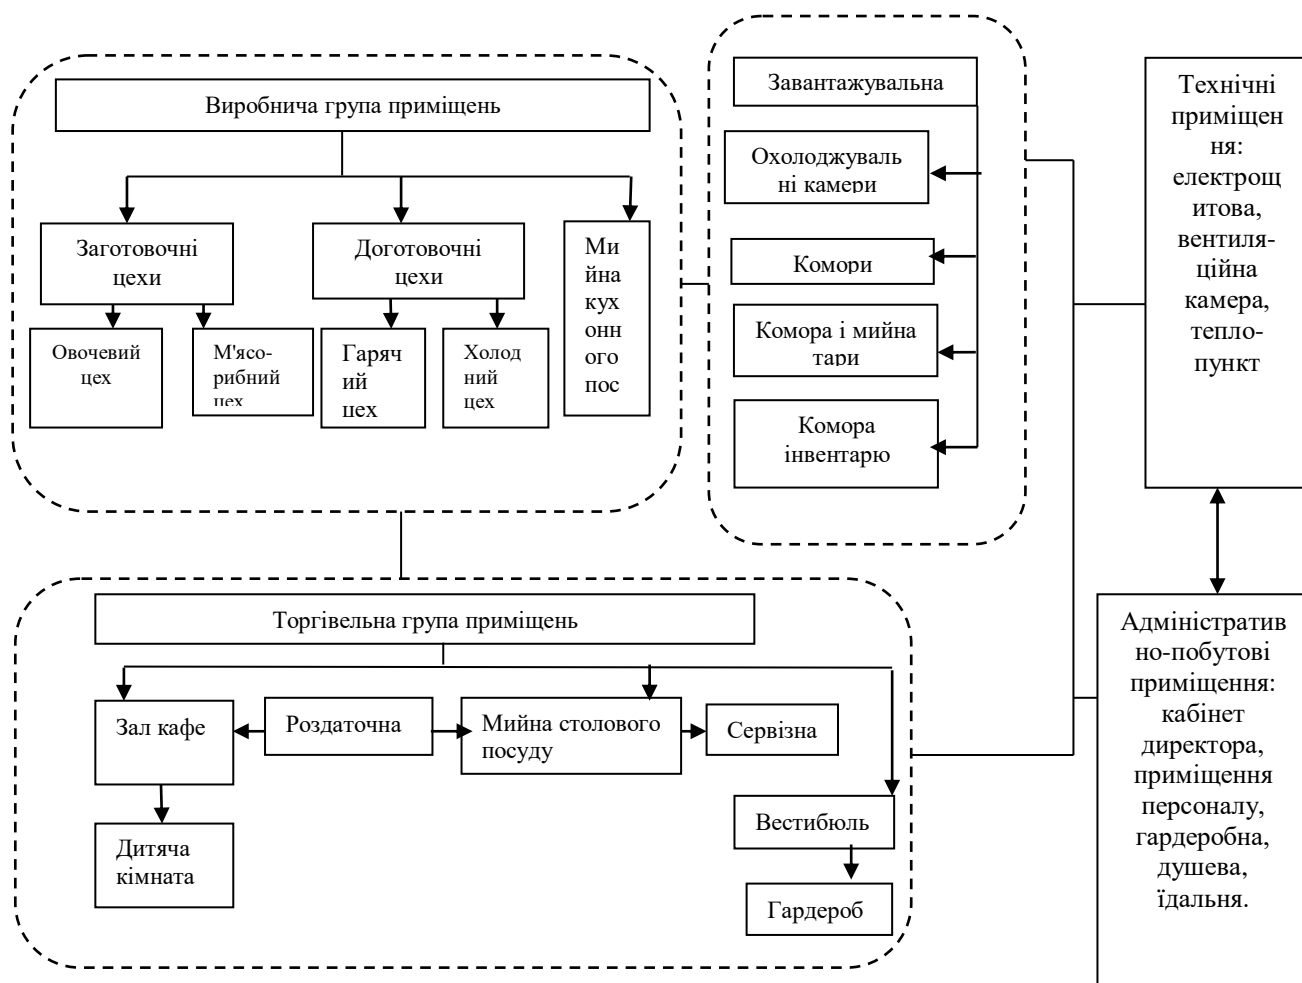 Виробнича група приміщень
Заготовочні
цехи
Доготовочні
цехи
Ми
йна
кух
онн
ого
пос
Овочевий
цех
М'ясо-
рибний
цех
Гаряч
ий
цех
Холод
ний
цех
Завантажувальна
Охолоджуваль
ні камери
Комори
Комора і мийна
тари
Комора
інвентарю
Технічні
приміщен
ня:
електрощ
итова,
вентиля-
ційна
камера,
тепло-
пункт
Торгівельна група приміщень
Зал кафе
Роздаточна
Мийна столового
посуду
Сервізна
Дитяча
кімната
Вестибюль
Гардероб
Адміністратив
но-побутові
приміщення:
кабінет
директора,
приміщення
персоналу,
гардеробна,
душева,
їдальня.